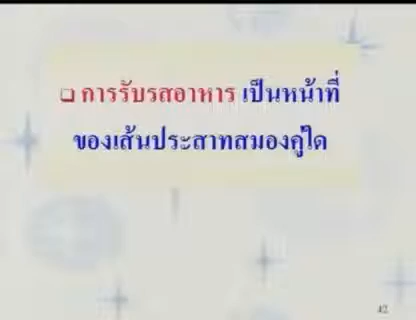 ❑ การรับรสอาหาร เป็นหน้าที่
ของเส้นประสาทสมองคู่ใด
42